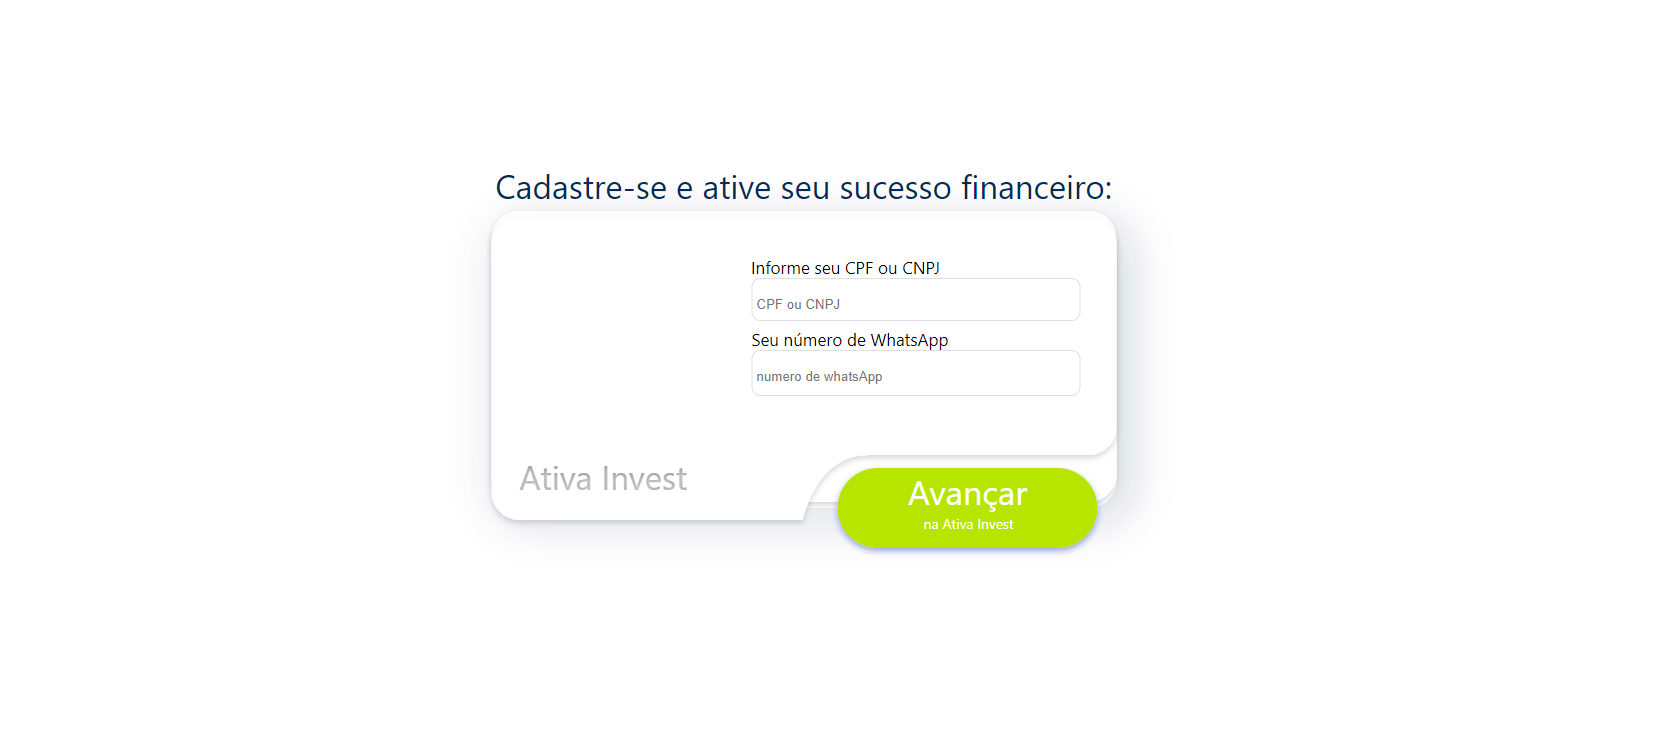 Cadastre-se e ative seu sucesso financeiro:
Informe seu CPF ou CNPJ
CPF ou CNPJ
Seu número de WhatsApp
numero de whatsApp
Ativa Invest
Avançar
na Ativa Invest